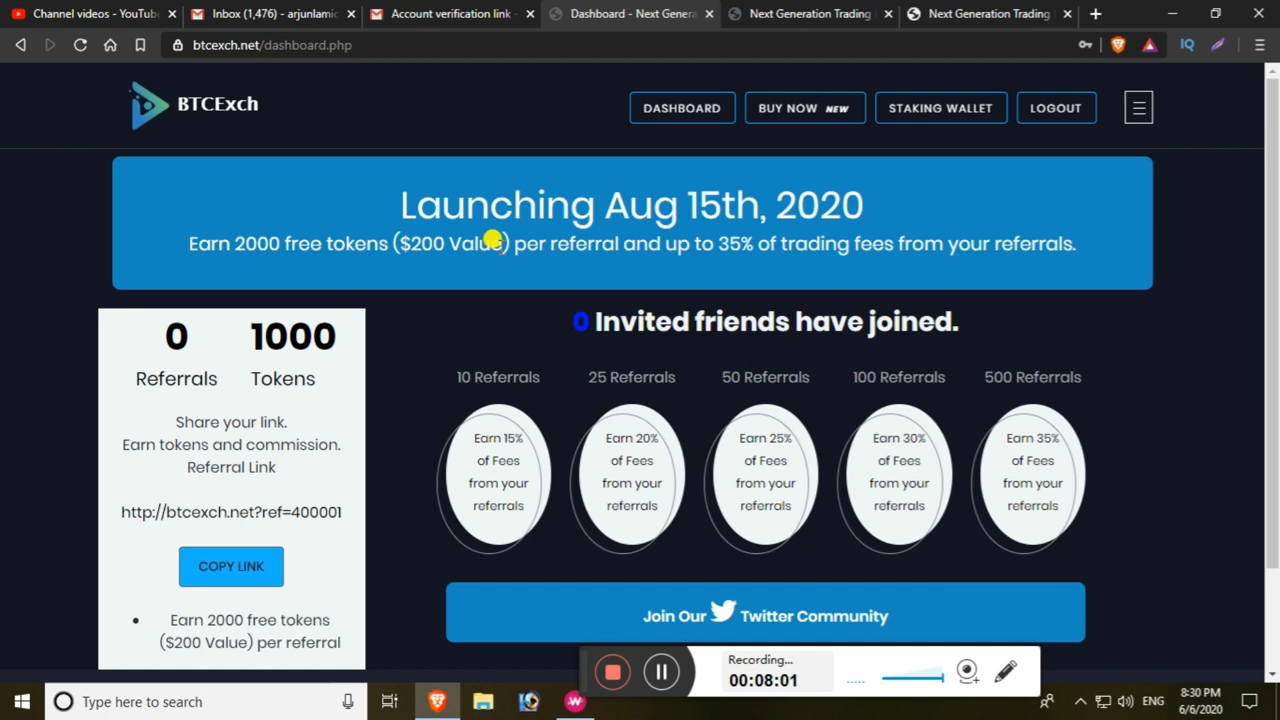 Channel videos - YouTu
Inbox (1,476) - arjunlamic
Account verification link -
Dashboard - Next Genera
Next Generation Trading
Next Generation Trading
btcexch.net/dashboard.php
IQ
BTCExch
DASHBOARD
BUY NOW NEW
STAKING WALLET
LOGOUT
Launching Aug 15th, 2020
Earn 2000 free tokens ($200 Value) per referral and up to 35% of trading fees from your referrals.
0
Referrals
1000
Tokens
Share your link.
Earn tokens and commission.
Referral Link
http://btcexch.net?ref=400001
COPY LINK
• Earn 2000 free tokens
($200 Value) per referral
0 Invited friends have joined.
10 Referrals
25 Referrals
50 Referrals
100 Referrals
500 Referrals
Earn 15%
of Fees
from your
referrals
Earn 20%
of Fees
from your
referrals
Earn 25%
of Fees
from your
referrals
Earn 30%
of Fees
from your
referrals
Earn 35%
of Fees
from your
referrals
Join Our Twitter Community
Recording...
00:08:01
Type here to search
ENG
8:30 PM
6/6/2020